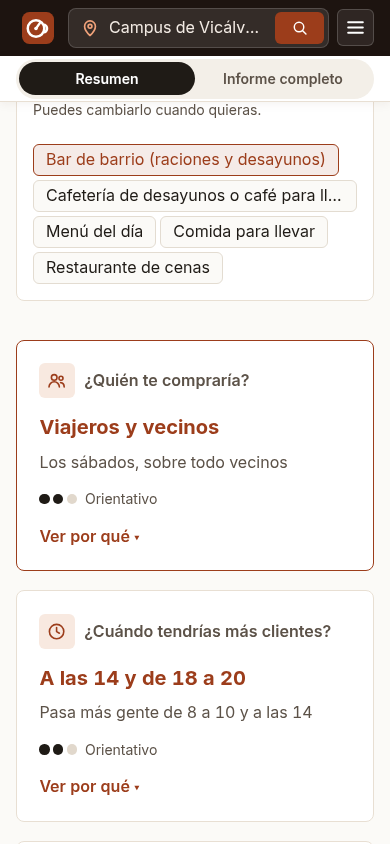 Campus de Vicálv...
Resumen
Informe completo
Puedes cambiarlo cuando quieras.
Bar de barrio (raciones y desayunos)
Cafetería de desayunos o café para ll...
Menú del día
Comida para llevar
Restaurante de cenas
¿Quién te compraría?
Viajeros y vecinos
Los sábados, sobre todo vecinos
Orientativo
Ver por qué
¿Cuándo tendrías más clientes?
A las 14 y de 18 a 20
Pasa más gente de 8 a 10 y a las 14
Orientativo
Ver por qué